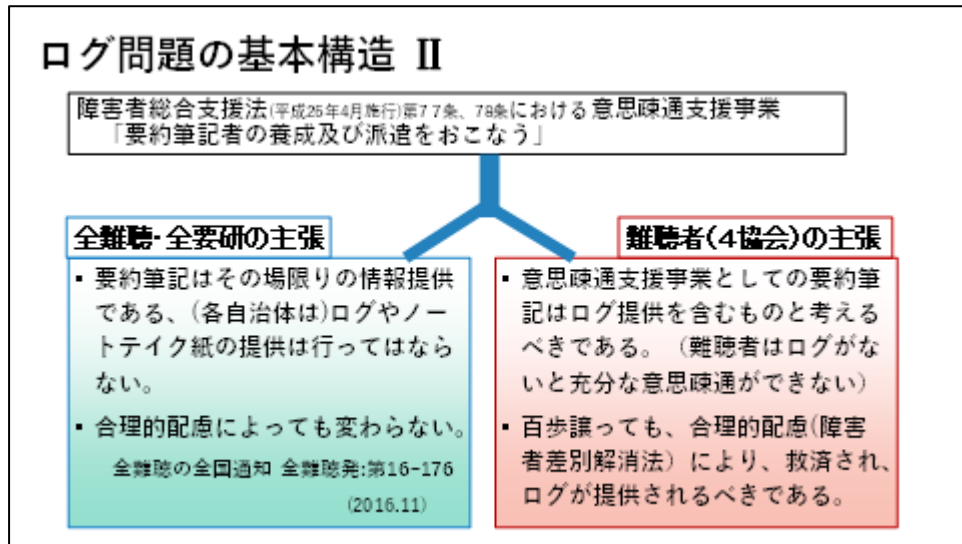 ログ問題の基本構造 Ⅱ
障害者総合支援法(平成25年4月施行)第77条、78条における意思疎通支援事業
「要約筆記者の養成及び派遣をおこなう」
全難聴・全要研の主張
▪ 要約筆記はその場限りの情報提供
である、(各自治体は)ログやノー
トテイク紙の提供は行ってはなら
ない。
▪ 合理的配慮によっても変わらない。
全難聴の全国通知 全難聴発:第16-176
(2016.11)
難聴者(4協会)の主張
▪ 意思疎通支援事業としての要約筆
記はログ提供を含むものと考える
べきである。（難聴者はログがな
いと充分な意思疎通ができない）
▪ 百歩譲っても、合理的配慮(障害
者差別解消法）により、救済され、
ログが提供されるべきである。